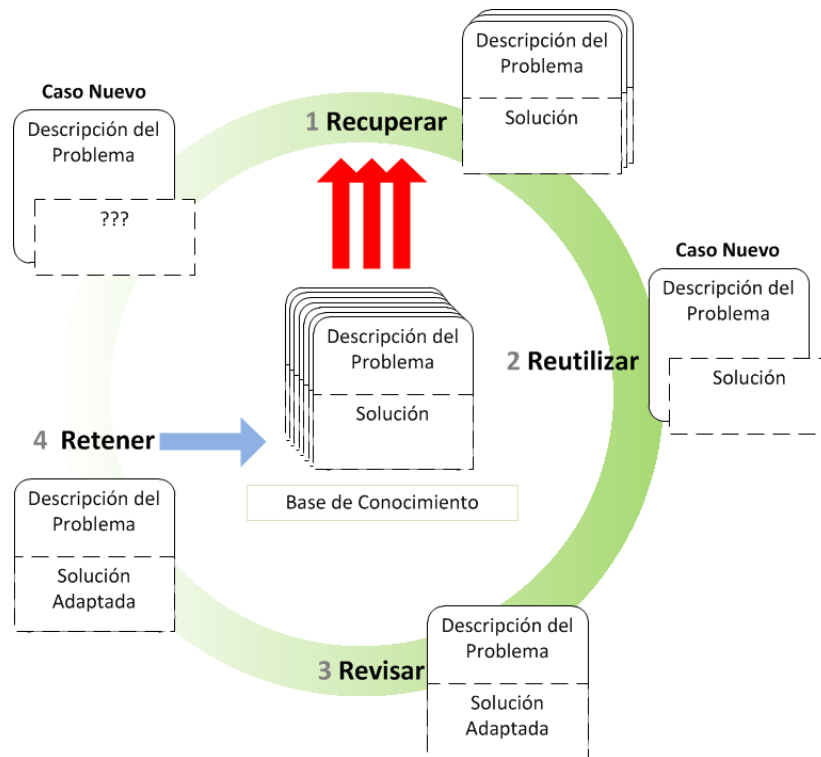 Caso Nuevo
Descripción del
Problema
???
1 Recuperar
Descripción del
Problema
Solución
Caso Nuevo
Descripción del
Problema
Solución
2 Reutilizar
Descripción del
Problema
Solución
Base de Conocimiento
4 Retener
Descripción del
Problema
Solución
Adaptada
3 Revisar
Descripción del
Problema
Solución
Adaptada